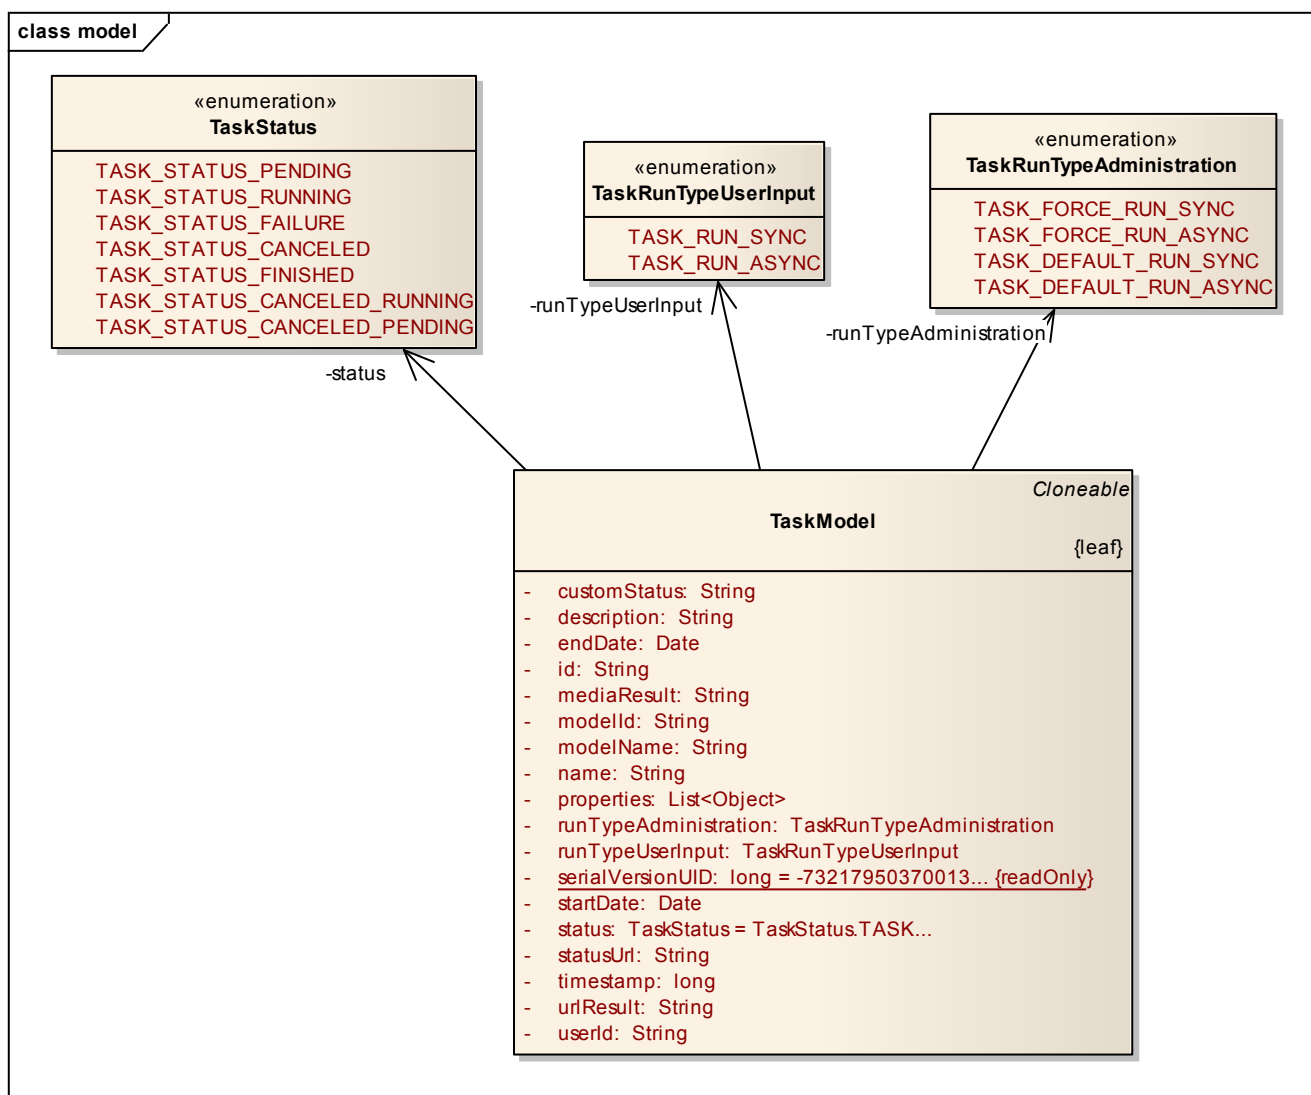 class model
«enumeration»
TaskStatus
TASK_STATUS_PENDING
TASK_STATUS_RUNNING
TASK_STATUS_FAILURE
TASK_STATUS_CANCELED
TASK_STATUS_FINISHED
TASK_STATUS_CANCELED_RUNNING
TASK_STATUS_CANCELED_PENDING
«enumeration»
TaskRunTypeUserInput
TASK_RUN_SYNC
TASK_RUN_ASYNC
«enumeration»
TaskRunTypeAdministration
TASK_FORCE_RUN_SYNC
TASK_FORCE_RUN_ASYNC
TASK_DEFAULT_RUN_SYNC
TASK_DEFAULT_RUN_ASYNC
-runTypeUserInput
-runTypeAdministration
-status
Cloneable
TaskModel
{leaf}
- customStatus: String
- description: String
- endDate: Date
- id: String
- mediaResult: String
- modelId: String
- modelName: String
- name: String
- properties: List<Object>
- runTypeAdministration: TaskRunTypeAdministration
- runTypeUserInput: TaskRunTypeUserInput
- serialVersionUID: long = -73217950370013... {readOnly}
- startDate: Date
- status: TaskStatus = TaskStatus.TASK...
- statusUrl: String
- timestamp: long
- urlResult: String
- userId: String